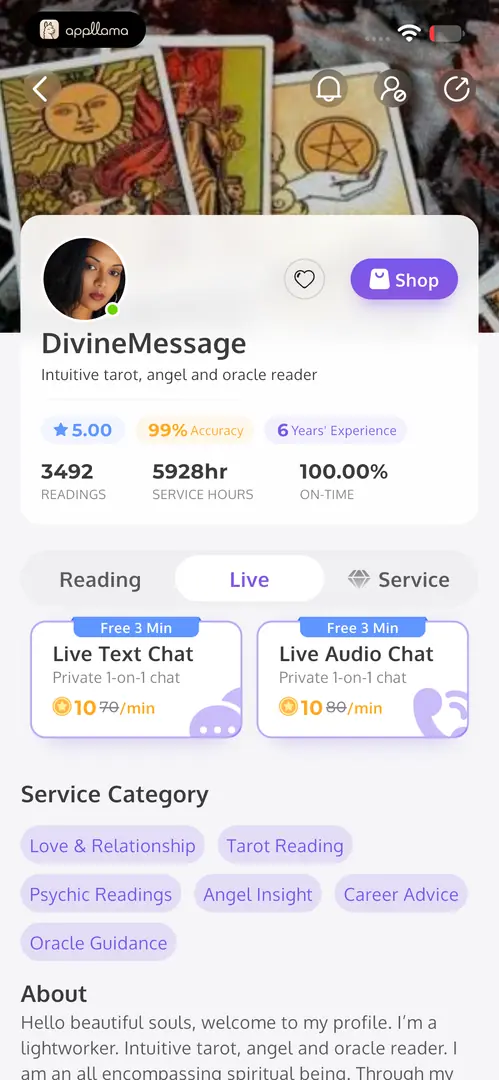 appllama
Shop
DivineMessage
Intuitive tarot, angel and oracle reader
5.00 99% Accuracy 6 Years' Experience
3492 5928hr 100.00%
READINGS SERVICE HOURS ON-TIME
Reading Live Service
Free 3 Min Free 3 Min
Live Text Chat Live Audio Chat
Private 1-on-1 chat Private 1-on-1 chat
10 70/min 10 80/min
Service Category
Love & Relationship Tarot Reading
Psychic Readings Angel Insight Career Advice
Oracle Guidance
About
Hello beautiful souls, welcome to my profile. I'm a
lightworker. Intuitive tarot, angel and oracle reader. I
am an all encompassing spiritual being. Through my